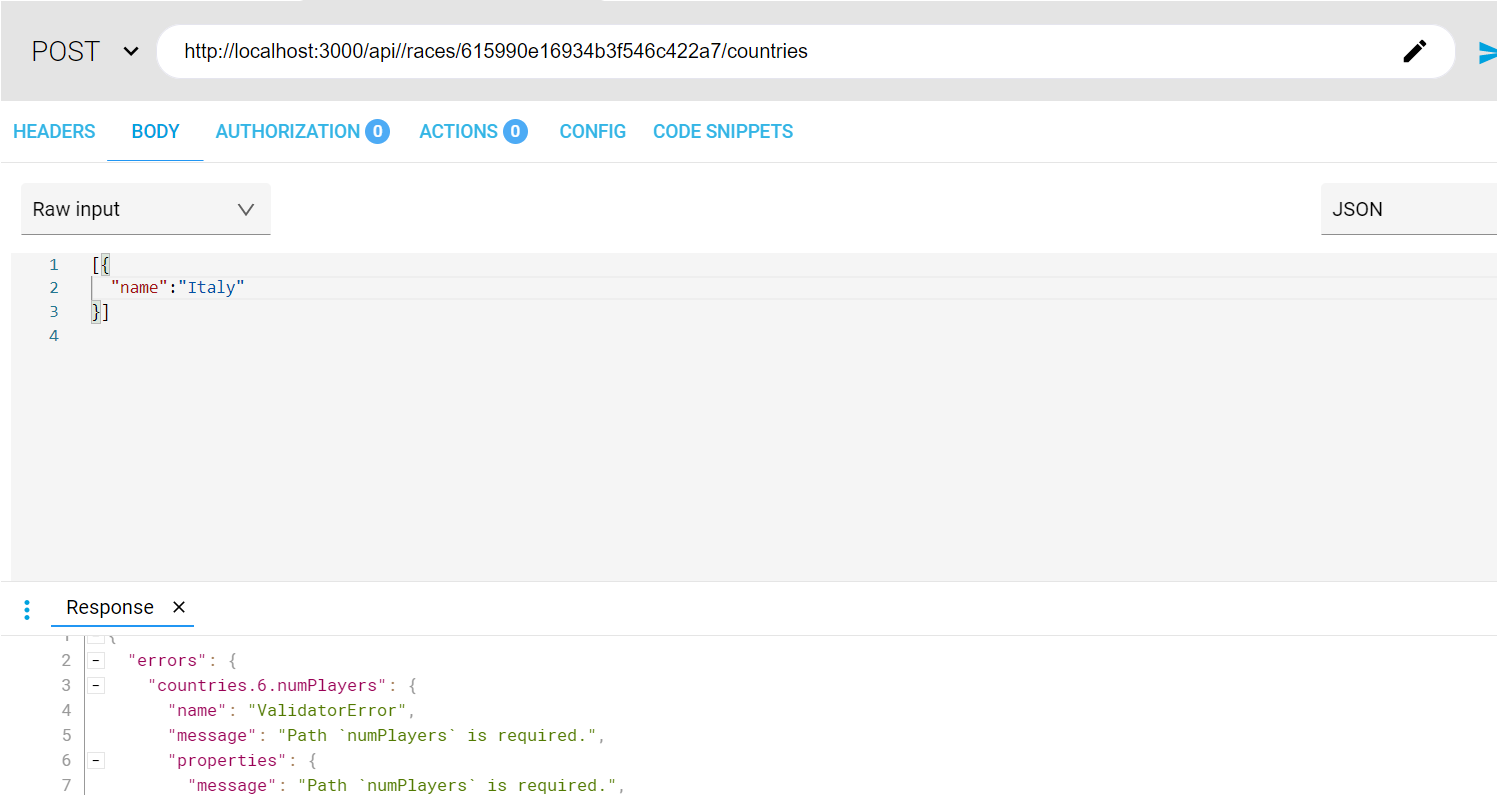 POST http://localhost:3000/api//races/615990e16934b3f546c422a7/countries
HEADERS BODY AUTHORIZATION 0 ACTIONS 0 CONFIG CODE SNIPPETS
Raw input JSON
1 [{
2 "name":"Italy"
3 }]
4
Response ×
1 {
2 "errors": {
3 "countries.6.numPlayers": {
4 "name": "ValidatorError",
5 "message": "Path `numPlayers` is required.",
6 "properties": {
7 "message": "Path `numPlayers` is required.",